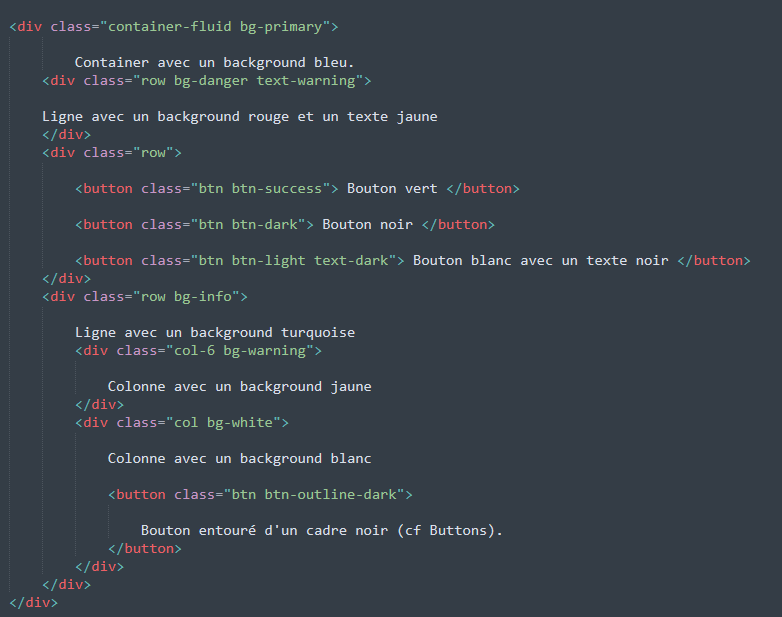 <div class="container-fluid bg-primary">
Container avec un background bleu.
<div class="row bg-danger text-warning">
Ligne avec un background rouge et un texte jaune
</div>
<div class="row">
<button class="btn btn-success"> Bouton vert </button>
<button class="btn btn-dark"> Bouton noir </button>
<button class="btn btn-light text-dark"> Bouton blanc avec un texte noir </button>
</div>
<div class="row bg-info">
Ligne avec un background turquoise
<div class="col-6 bg-warning">
Colonne avec un background jaune
</div>
<div class="col bg-white">
Colonne avec un background blanc
<button class="btn btn-outline-dark">
Bouton entouré d'un cadre noir (cf Buttons).
</button>
</div>
</div>
</div>